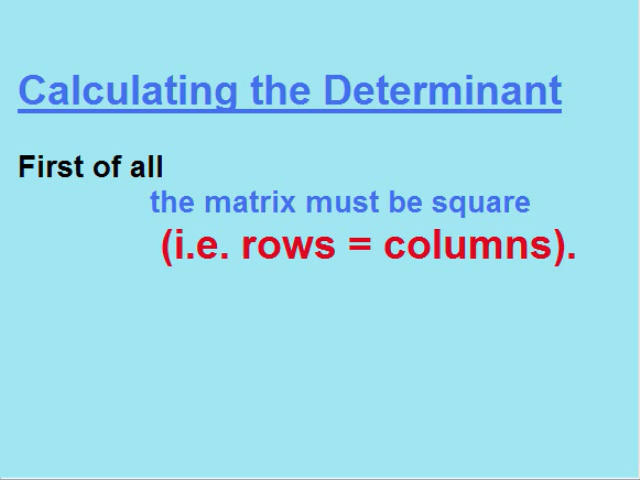 Calculating the Determinant
First of all
the matrix must be square
(i.e. rows = columns).